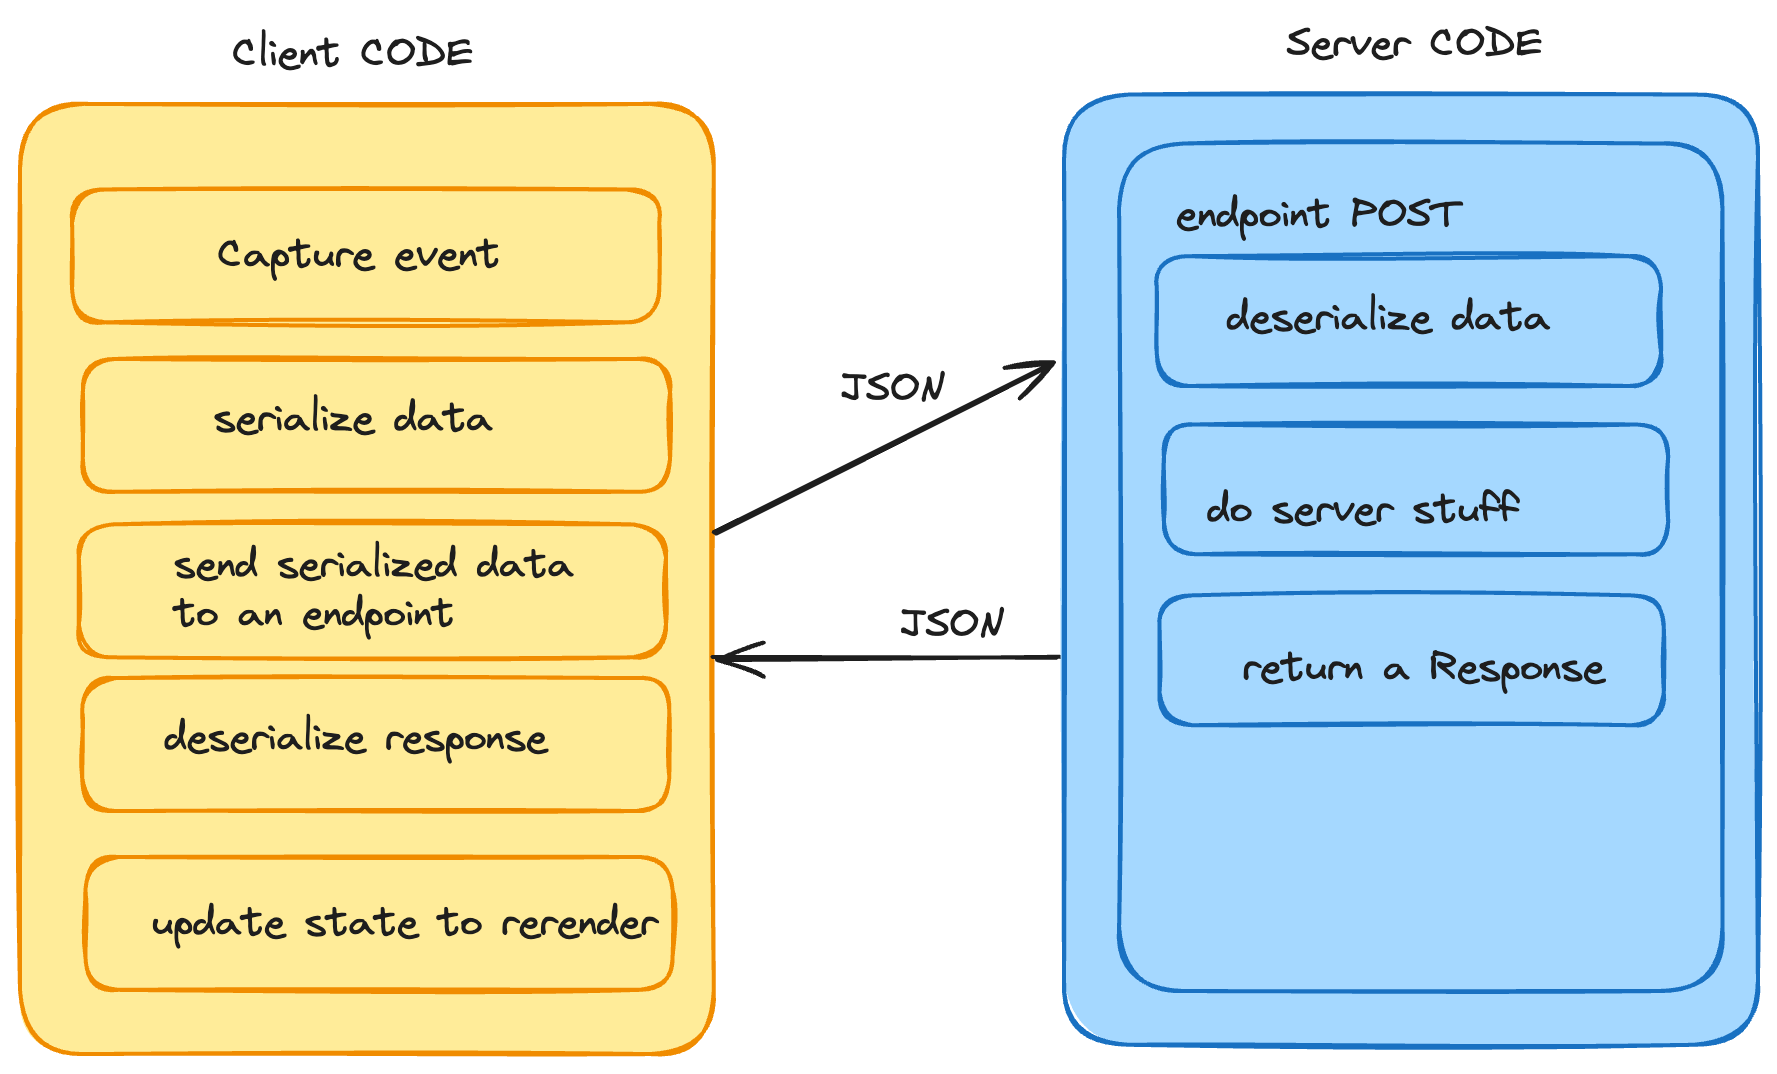 Client CODE
Capture event
serialize data
send serialized data
to an endpoint
deserialize response
update state to rerender
JSON
JSON
Server CODE
endpoint POST
deserialize data
do server stuff
return a Response